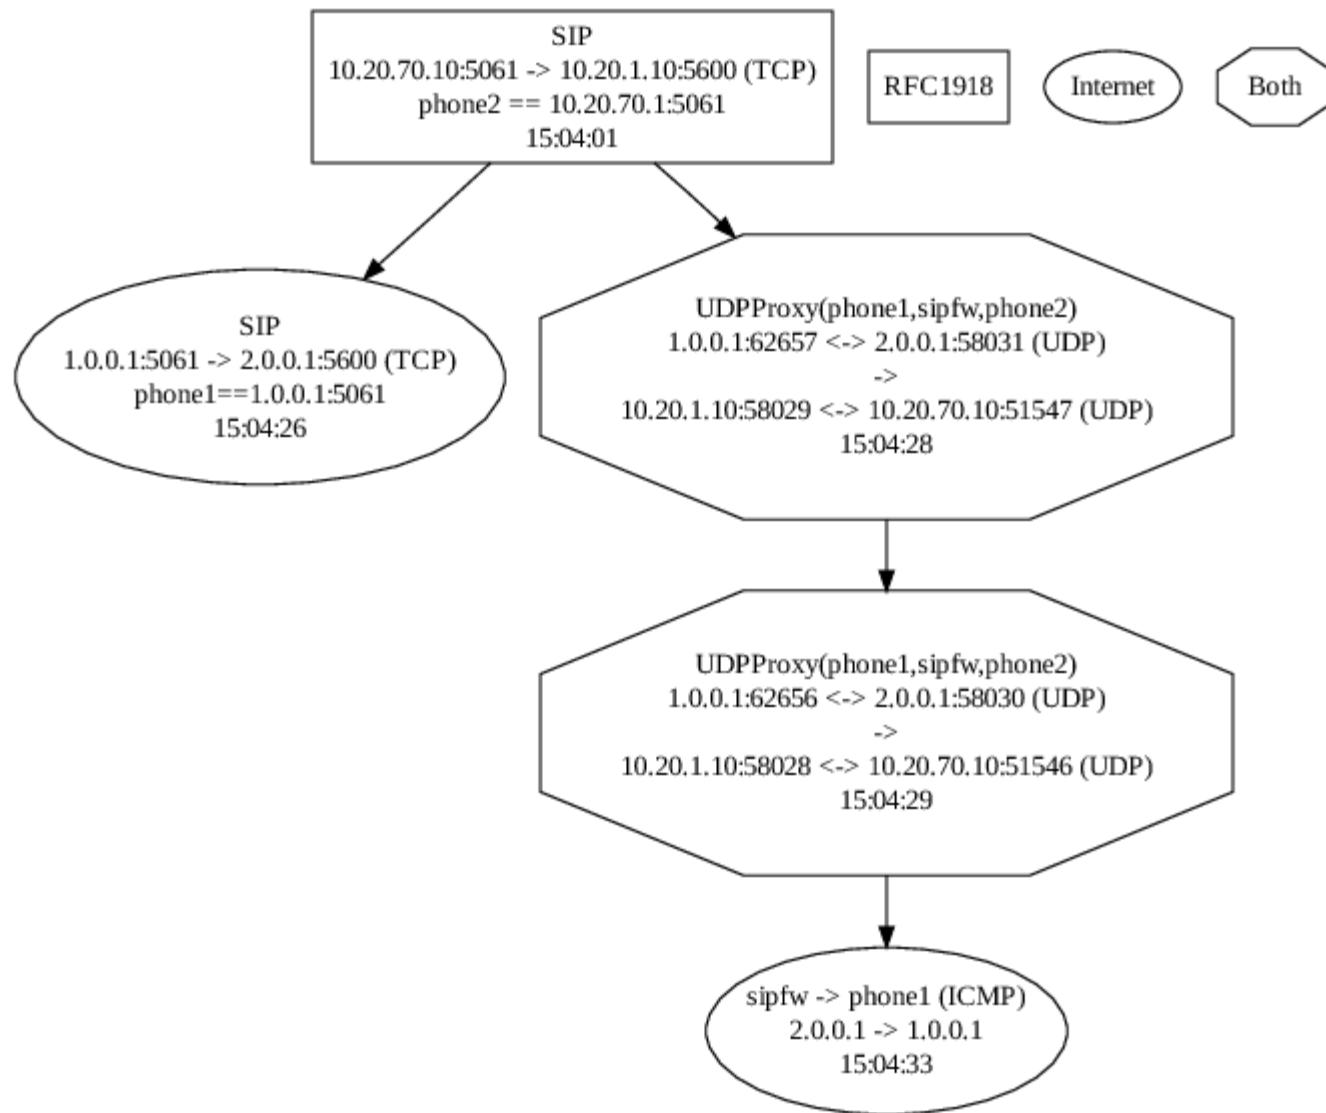 SIP
10.20.70.10:5061 -> 10.20.1.10:5600 (TCP)
phone2 == 10.20.70.1:5061
15:04:01
RFC1918
Internet
Both
SIP
1.0.0.1:5061 -> 2.0.0.1:5600 (TCP)
phone1==1.0.0.1:5061
15:04:26
UDPProxy(phone1,sipfw,phone2)
1.0.0.1:62657 <-> 2.0.0.1:58031 (UDP)
->
10.20.1.10:58029 <-> 10.20.70.10:51547 (UDP)
15:04:28
UDPProxy(phone1,sipfw,phone2)
1.0.0.1:62656 <-> 2.0.0.1:58030 (UDP)
->
10.20.1.10:58028 <-> 10.20.70.10:51546 (UDP)
15:04:29
sipfw -> phone1 (ICMP)
2.0.0.1 -> 1.0.0.1
15:04:33